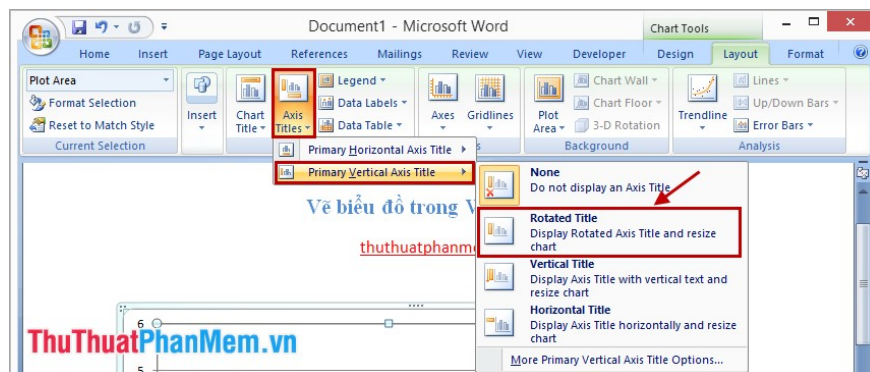 Document1 - Microsoft Word
Chart Tools
Home Insert Page Layout References Mailings Review View Developer Design Layout Format
Plot Area
Format Selection
Reset to Match Style
Current Selection
Insert
Chart Title
Axis Titles
Legend
Data Labels
Data Table
Axes
Gridlines
Plot Area
Chart Wall
Chart Floor
3-D Rotation
Background
Trendline
Lines
Up/Down Bars
Error Bars
Analysis
Primary Horizontal Axis Title
Primary Vertical Axis Title
None
Do not display an Axis Title
Rotated Title
Display Rotated Axis Title and resize
chart
Vertical Title
Display Axis Title with vertical text and
resize chart
Horizontal Title
Display Axis Title horizontally and resize
chart
More Primary Vertical Axis Title Options...
Vẽ biểu đồ trong
thuthuatphanm
6
ThuThuatPhanMem.vn
5